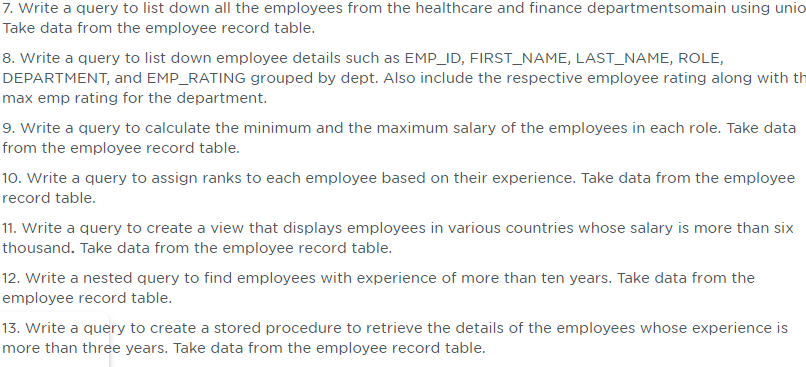 7. Write a query to list down all the employees from the healthcare and finance departmentsomain using unio
Take data from the employee record table.
8. Write a query to list down employee details such as EMP_ID, FIRST_NAME, LAST_NAME, ROLE,
DEPARTMENT, and EMP_RATING grouped by dept. Also include the respective employee rating along with th
max emp rating for the department.
9. Write a query to calculate the minimum and the maximum salary of the employees in each role. Take data
from the employee record table.
10. Write a query to assign ranks to each employee based on their experience. Take data from the employee
record table.
11. Write a query to create a view that displays employees in various countries whose salary is more than six
thousand. Take data from the employee record table.
12. Write a nested query to find employees with experience of more than ten years. Take data from the
employee record table.
13. Write a query to create a stored procedure to retrieve the details of the employees whose experience is
more than three years. Take data from the employee record table.